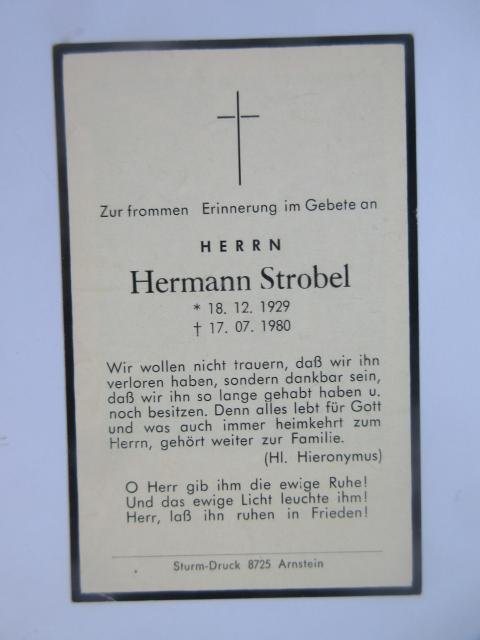 Zur frommen Erinnerung im Gebete an
HERRN
Hermann Strobel
* 18. 12. 1929
† 17. 07. 1980
Wir wollen nicht trauern, daß wir ihn
verloren haben, sondern dankbar sein,
daß wir ihn so lange gehabt haben u.
noch besitzen. Denn alles lebt für Gott
und was auch immer heimkehrt zum
Herrn, gehört weiter zur Familie.
(Hl. Hieronymus)
O Herr gib ihm die ewige Ruhe!
Und das ewige Licht leuchte ihm!
Herr, laß ihn ruhen in Frieden!
Sturm-Druck 8725 Arnstein